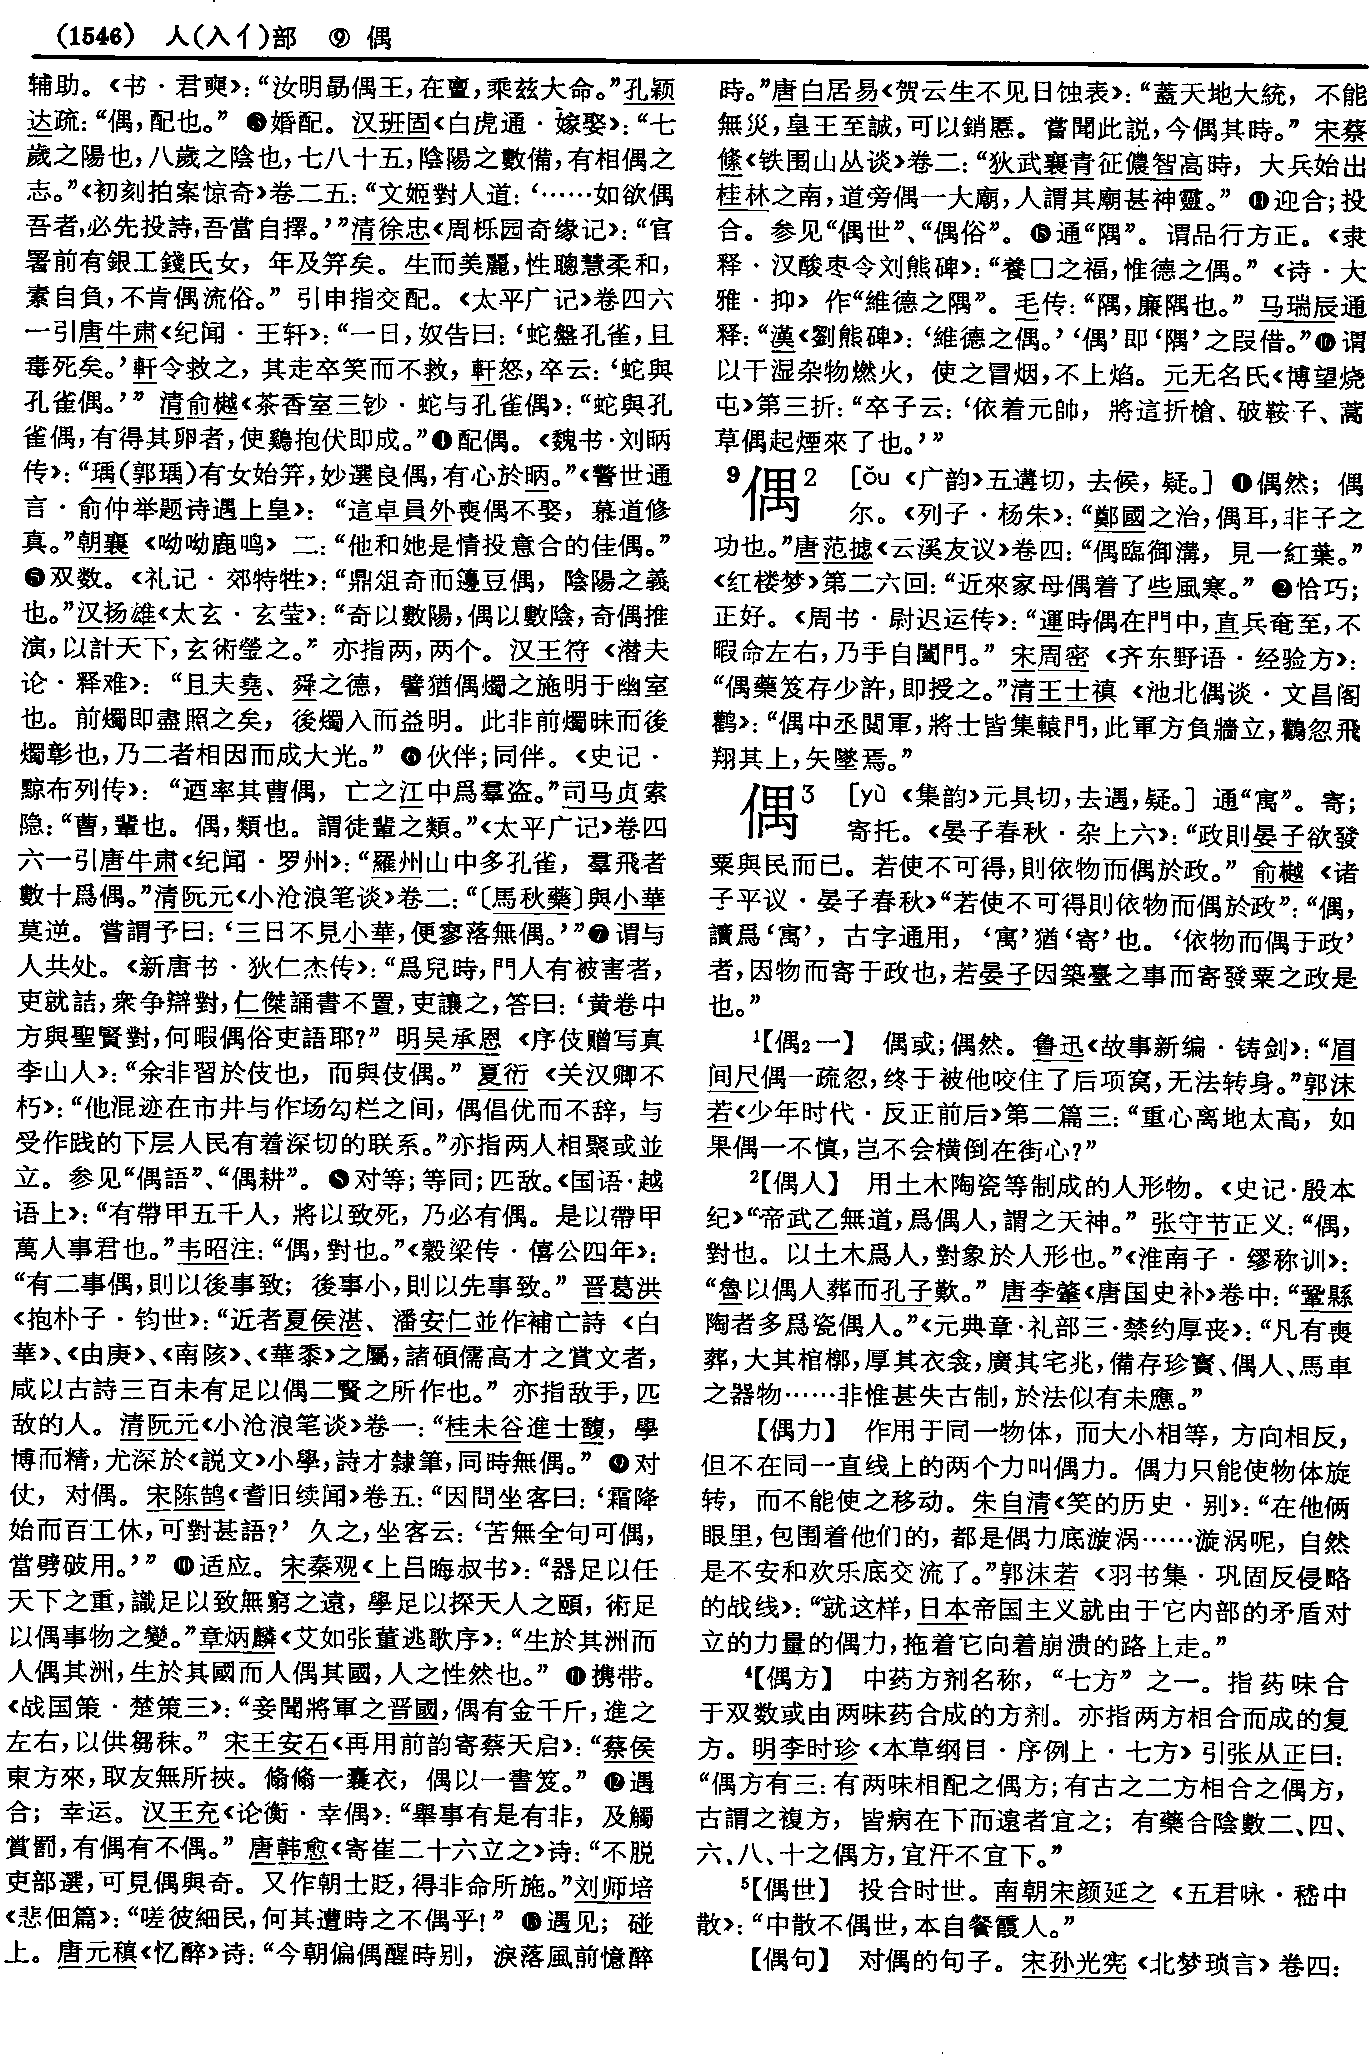 (1546) 人(入亻)部 ⑨ 偶
辅助。《书·君奭》：“汝明勗偶王，在亶，乘兹大命。”孔颖
达疏：“偶，配也。” ❸婚配。汉班固《白虎通·嫁娶》：“七
歲之陽也，八歲之陰也，七八十五，陰陽之數備，有相偶之
志。”《初刻拍案惊奇》卷二五：“文姬對人道：‘……如欲偶
吾者，必先投詩，吾當自擇。’”清徐忠《周栎园奇缘记》：“官
署前有銀工錢氏女，年及笄矣。生而美麗，性聰慧柔和，
素自負，不肯偶流俗。”引申指交配。《太平广记》卷四六
一引唐牛肃《纪闻·王轩》：“一日，奴告曰：‘蛇盤孔雀，且
毒死矣。’軒令救之，其走卒笑而不救，軒怒，卒云：‘蛇與
孔雀偶。’” 清俞樾《茶香室三钞·蛇与孔雀偶》：“蛇與孔
雀偶，有得其卵者，使鷄抱伏即成。”❹配偶。《魏书·刘昞
传》：“瑀(郭瑀)有女始笄，妙選良偶，有心於昞。”《警世通
言·俞仲举题诗遇上皇》：“這卓員外喪偶不娶，慕道修
真。”朝襄《呦呦鹿鸣》二：“他和她是情投意合的佳偶。”
❺双数。《礼记·郊特牲》：“鼎俎奇而籩豆偶，陰陽之義
也。”汉扬雄《太玄·玄莹》：“奇以數陽，偶以數陰，奇偶推
演，以計天下，玄術瑩之。”亦指两，两个。汉王符《潜夫
论·释难》：“且夫堯、舜之德，譬猶偶燭之施明于幽室
也。前燭即盡照之矣，後燭入而益明。此非前燭昧而後
燭彰也，乃二者相因而成大光。” ❻伙伴；同伴。《史记·
黥布列传》：“迺率其曹偶，亡之江中爲羣盗。”司马贞索
隐：“曹，輩也。偶，類也。謂徒輩之類。”《太平广记》卷四
六一引唐牛肃《纪闻·罗州》：“羅州山中多孔雀，羣飛者
數十爲偶。”清阮元《小沧浪笔谈》卷二：“〔馬秋藥〕與小華
莫逆。嘗謂予曰：‘三日不見小華，便寥落無偶。’”❼谓与
人共处。《新唐书·狄仁杰传》：“爲兒時，門人有被害者，
吏就詰，衆争辯對，仁傑誦書不置，吏讓之，答曰：‘黄卷中
方與聖賢對，何暇偶俗吏語耶？” 明吴承恩《序伎赠写真
李山人》：“余非習於伎也，而與伎偶。”夏衍《关汉卿不
朽》：“他混迹在市井与作场勾栏之间，偶倡优而不辞，与
受作践的下层人民有着深切的联系。”亦指两人相聚或並
立。参见“偶語”、“偶耕”。❽对等；等同；匹敌。《国语·越
语上》：“有帶甲五千人，將以致死，乃必有偶。是以帶甲
萬人事君也。”韦昭注：“偶，對也。”《穀梁传·僖公四年》：
“有二事偶，則以後事致；後事小，則以先事致。” 晋葛洪
《抱朴子·钧世》：“近者夏侯湛、潘安仁並作補亡詩《白
華》、《由庚》、《南陔》、《華黍》之屬，諸碩儒高才之賞文者，
咸以古詩三百未有足以偶二賢之所作也。”亦指敌手，匹
敌的人。清阮元《小沧浪笔谈》卷一：“桂未谷進士馥，學
博而精，尤深於《説文》小學，詩才隸筆，同時無偶。” ❾对
仗，对偶。宋陈鹄《耆旧续闻》卷五：“因問坐客曰：‘霜降
始而百工休，可對甚語？’久之，坐客云：‘苦無全句可偶，
當劈破用。’” ❿适应。宋秦观《上吕晦叔书》：“器足以任
天下之重，識足以致無窮之遠，學足以探天人之頤，術足
以偶事物之變。”章炳麟《艾如张董逃歌序》：“生於其洲而
人偶其洲，生於其國而人偶其國，人之性然也。” ⓫携带。
《战国策·楚策三》：“妾聞將軍之晋國，偶有金千斤，進之
左右，以供芻秣。” 宋王安石《再用前韵寄蔡天启》：“蔡侯
東方來，取友無所挾。翛翛一囊衣，偶以一書笈。” ⓬遇
合；幸运。汉王充《论衡·幸偶》：“舉事有是有非，及觸
賞罰，有偶有不偶。” 唐韩愈《寄崔二十六立之》诗：“不脱
吏部選，可見偶與奇。又作朝士貶，得非命所施。”刘师培
《悲佃篇》：“嗟彼細民，何其遭時之不偶乎！” ⓭遇见；碰
上。唐元稹《忆醉》诗：“今朝偏偶醒時别，淚落風前憶醉
時。”唐白居易《贺云生不见日蚀表》：“蓋天地大統，不能
無災，皇王至誠，可以銷慝。嘗聞此説，今偶其時。” 宋蔡
絛《铁围山丛谈》卷二：“狄武襄青征儂智高時，大兵始出
桂林之南，道旁偶一大廟，人謂其廟甚神靈。” ⓮迎合；投
合。参见“偶世”、“偶俗”。⓯通“隅”。谓品行方正。《隶
释·汉酸枣令刘熊碑》：“養囗之福，惟德之偶。”《诗·大
雅·抑》作“維德之隅”。毛传：“隅，廉隅也。” 马瑞辰通
释：“漢《劉熊碑》：‘維德之偶。’‘偶’即‘隅’之叚借。”⓰谓
以干湿杂物燃火，使之冒烟，不上焰。元无名氏《博望烧
屯》第三折：“卒子云：‘依着元帥，將這折槍、破鞍子、蒿
草偶起煙來了也。’”
⁹偶² [ǒu 《广韵》五遘切，去候，疑。] ❶偶然；偶
尔。《列子·杨朱》：“鄭國之治，偶耳，非子之
功也。”唐范摅《云溪友议》卷四：“偶臨御溝，見一紅葉。”
《红楼梦》第二六回：“近來家母偶着了些風寒。” ❷恰巧；
正好。《周书·尉迟运传》：“運時偶在門中，直兵奄至，不
暇命左右，乃手自闔門。” 宋周密《齐东野语·经验方》：
“偶藥笈存少許，即授之。”清王士禛《池北偶谈·文昌阁
鹳》：“偶中丞閲軍，將士皆集轅門，此軍方負牆立，鸛忽飛
翔其上，矢墜焉。”
偶³ [yù 《集韵》元具切，去遇，疑。] 通“寓”。寄；
寄托。《晏子春秋·杂上六》：“政則晏子欲發
粟與民而已。若使不可得，則依物而偶於政。” 俞樾《诸
子平议·晏子春秋》“若使不可得則依物而偶於政”：“偶，
讀爲‘寓’，古字通用，‘寓’猶‘寄’也。‘依物而偶于政’
者，因物而寄于政也，若晏子因築臺之事而寄發粟之政是
也。”
¹【偶₂一】 偶或；偶然。鲁迅《故事新编·铸剑》：“眉
间尺偶一疏忽，终于被他咬住了后项窝，无法转身。”郭沫
若《少年时代·反正前后》第二篇三：“重心离地太高，如
果偶一不慎，岂不会横倒在街心？”
²【偶人】 用土木陶瓷等制成的人形物。《史记·殷本
纪》“帝武乙無道，爲偶人，謂之天神。” 张守节正义：“偶，
對也。以土木爲人，對象於人形也。”《淮南子·缪称训》：
“魯以偶人葬而孔子歎。” 唐李肇《唐国史补》卷中：“鞏縣
陶者多爲瓷偶人。”《元典章·礼部三·禁约厚丧》：“凡有喪
葬，大其棺槨，厚其衣衾，廣其宅兆，備存珍寶、偶人、馬車
之器物……非惟甚失古制，於法似有未應。”
【偶力】 作用于同一物体，而大小相等，方向相反，
但不在同一直线上的两个力叫偶力。偶力只能使物体旋
转，而不能使之移动。朱自清《笑的历史·别》：“在他俩
眼里，包围着他们的，都是偶力底漩涡……漩涡呢，自然
是不安和欢乐底交流了。”郭沫若《羽书集·巩固反侵略
的战线》：“就这样，日本帝国主义就由于它内部的矛盾对
立的力量的偶力，拖着它向着崩溃的路上走。”
⁴【偶方】 中药方剂名称，“七方”之一。指药味合
于双数或由两味药合成的方剂。亦指两方相合而成的复
方。明李时珍《本草纲目·序例上·七方》引张从正曰：
“偶方有三：有两味相配之偶方；有古之二方相合之偶方，
古謂之複方，皆病在下而遠者宜之；有藥合陰數二、四、
六、八、十之偶方，宜汗不宜下。”
⁵【偶世】 投合时世。南朝宋颜延之《五君咏·嵇中
散》：“中散不偶世，本自餐霞人。”
【偶句】 对偶的句子。宋孙光宪《北梦琐言》卷四：